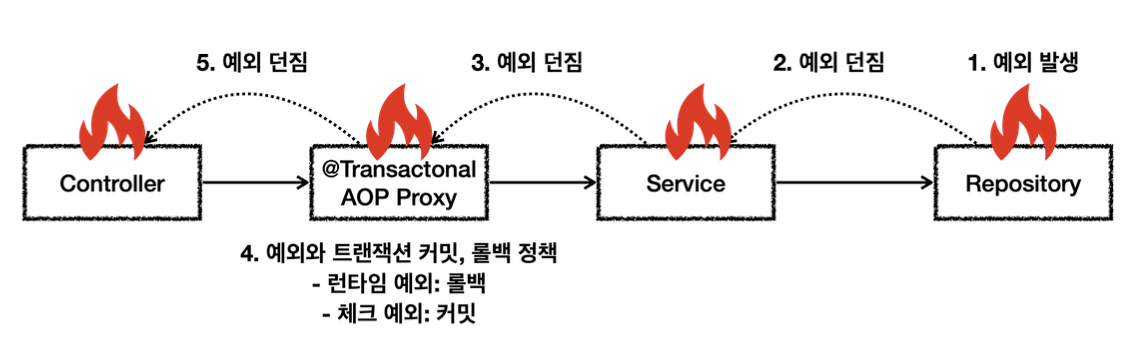 5. 예외 던짐
3. 예외 던짐
2. 예외 던짐
1. 예외 발생
Controller
@Transactonal
AOP Proxy
Service
Repository
4. 예외와 트랜잭션 커밋, 롤백 정책
- 런타임 예외: 롤백
- 체크 예외: 커밋